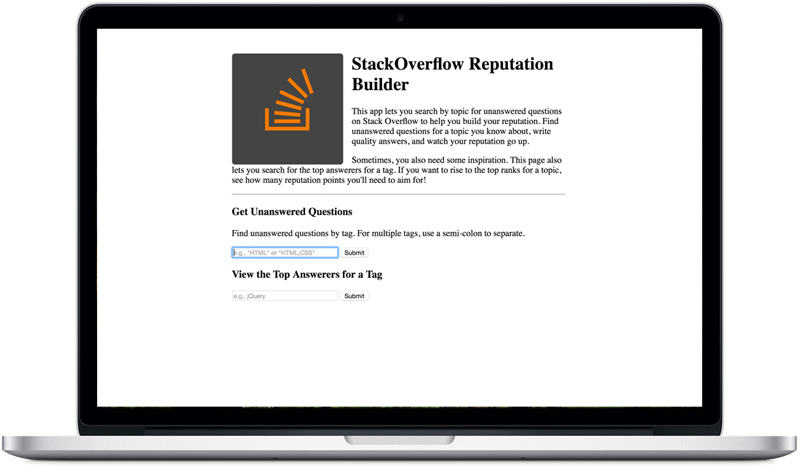 StackOverflow Reputation
Builder
This app lets you search by topic for unanswered questions
on Stack Overflow to help you build your reputation. Find
unanswered questions for a topic you know about, write
quality answers, and watch your reputation go up.
Sometimes, you also need some inspiration. This page also
lets you search for the top answerers for a tag. If you want to rise to the top ranks for a topic,
see how many reputation points you'll need to aim for!
Get Unanswered Questions
Find unanswered questions by tag. For multiple tags, use a semi-colon to separate.
e.g., "HTML" or "HTML;CSS" Submit
View the Top Answerers for a Tag
e.g., jQuery Submit